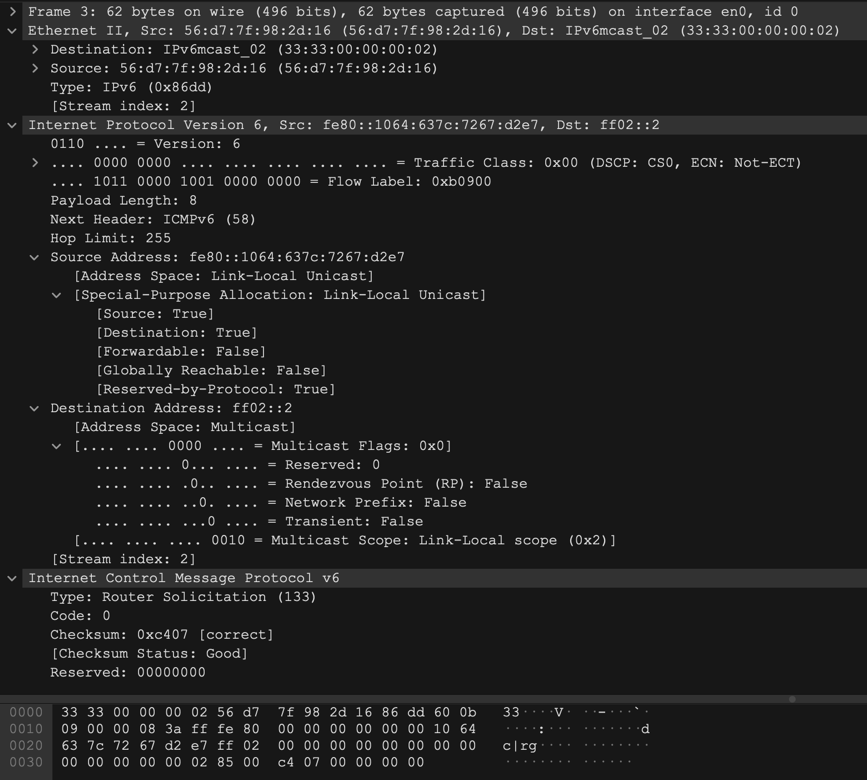 Frame 3: 62 bytes on wire (496 bits), 62 bytes captured (496 bits) on interface en0, id 0
Ethernet II, Src: 56:d7:7f:98:2d:16 (56:d7:7f:98:2d:16), Dst: IPv6mcast_02 (33:33:00:00:00:02)
Destination: IPv6mcast_02 (33:33:00:00:00:02)
Source: 56:d7:7f:98:2d:16 (56:d7:7f:98:2d:16)
Type: IPv6 (0x86dd)
[Stream index: 2]
Internet Protocol Version 6, Src: fe80::1064:637c:7267:d2e7, Dst: ff02::2
0110 .... = Version: 6
.... 0000 0000 .... .... .... .... .... = Traffic Class: 0x00 (DSCP: CS0, ECN: Not-ECT)
.... 1011 0000 1001 0000 0000 = Flow Label: 0xb0900
Payload Length: 8
Next Header: ICMPv6 (58)
Hop Limit: 255
Source Address: fe80::1064:637c:7267:d2e7
[Address Space: Link-Local Unicast]
[Special-Purpose Allocation: Link-Local Unicast]
[Source: True]
[Destination: True]
[Forwardable: False]
[Globally Reachable: False]
[Reserved-by-Protocol: True]
Destination Address: ff02::2
[Address Space: Multicast]
[.... .... 0000 .... = Multicast Flags: 0x0]
.... .... 0... .... = Reserved: 0
.... .... .0.. .... = Rendezvous Point (RP): False
.... .... ..0. .... = Network Prefix: False
.... .... ...0 .... = Transient: False
[.... .... .... 0010 = Multicast Scope: Link-Local scope (0x2)]
[Stream index: 2]
Internet Control Message Protocol v6
Type: Router Solicitation (133)
Code: 0
Checksum: 0xc407 [correct]
[Checksum Status: Good]
Reserved: 00000000
0000 33 33 00 00 00 02 56 d7 7f 98 2d 16 86 dd 60 0b 33····V· ··-···`·
0010 09 00 00 08 3a ff fe 80 00 00 00 00 00 00 10 64 ····:··· ·······d
0020 63 7c 72 67 d2 e7 ff 02 00 00 00 00 00 00 00 00 c|rg···· ········
0030 00 00 00 00 00 02 85 00 c4 07 00 00 00 00 ········ ······